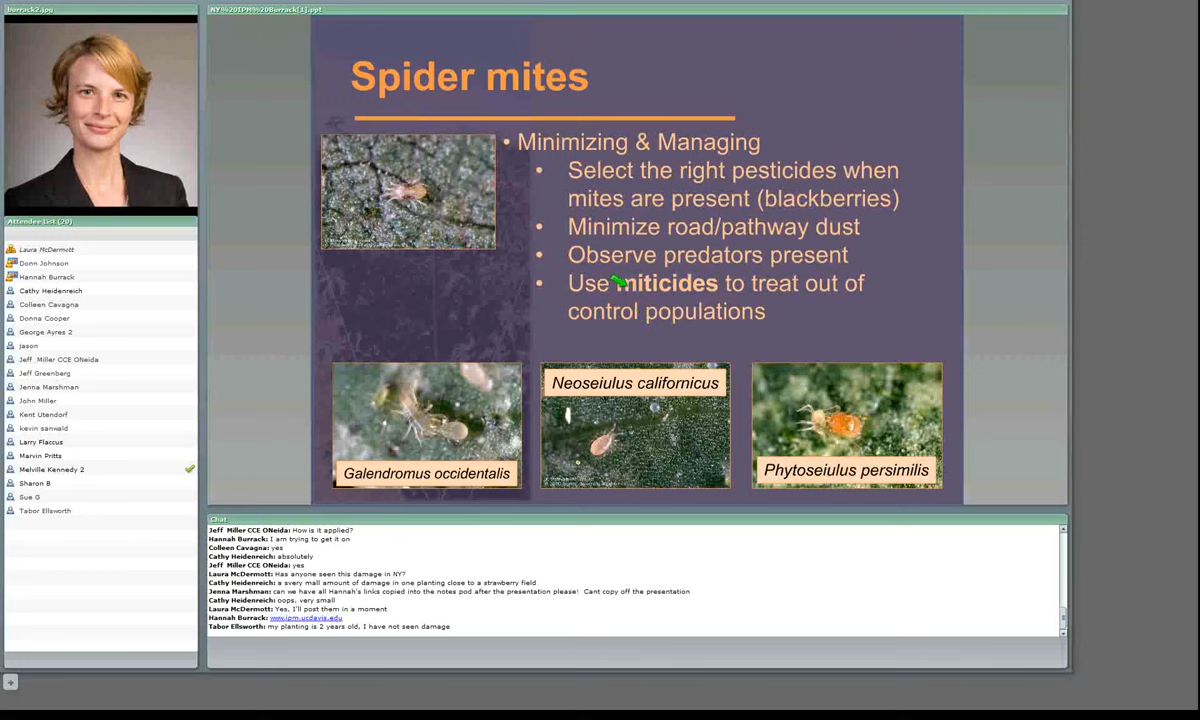 burrack2.jpg
NY%20IPM%20Burrack[1].ppt
Spider mites
• Minimizing & Managing
• Select the right pesticides when
mites are present (blackberries)
• Minimize road/pathway dust
• Observe predators present
• Use miticides to treat out of
control populations
Galendromus occidentalis
Neoseiulus californicus
Phytoseiulus persimilis
Attendee List (20)
Laura McDermott
Donn Johnson
Hannah Burrack
Cathy Heidenreich
Colleen Cavagna
Donna Cooper
George Ayres 2
jason
Jeff Miller CCE ONeida
Jeff Greenberg
Jenna Marshman
John Miller
Kent Utendorf
kevin sanwald
Larry Flaccus
Marvin Pritts
Melville Kennedy 2
Sharon B
Sue G
Tabor Ellsworth
Chat
Jeff Miller CCE ONeida: How is it applied?
Hannah Burrack: I am trying to get it on
Colleen Cavagna: yes
Cathy Heidenreich: absolutely
Jeff Miller CCE ONeida: yes
Laura McDermott: Has anyone seen this damage in NY?
Cathy Heidenreich: a svery mall amount of damage in one planting close to a strawberry field
Jenna Marshman: can we have all Hannah's links copied into the notes pod after the presentation please! Cant copy off the presentation
Cathy Heidenreich: oops, very small
Laura McDermott: Yes, I'll post them in a moment
Hannah Burrack: www.ipm.ucdavis.edu
Tabor Ellsworth: my planting is 2 years old, I have not seen damage